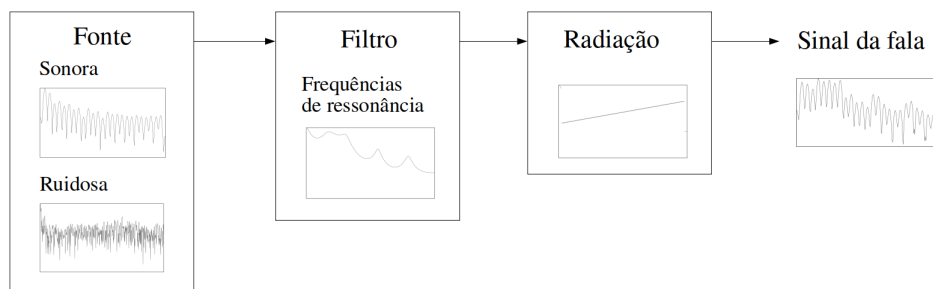 Fonte
Sonora
Ruidosa
Filtro
Frequências
de ressonância
Radiação
Sinal da fala